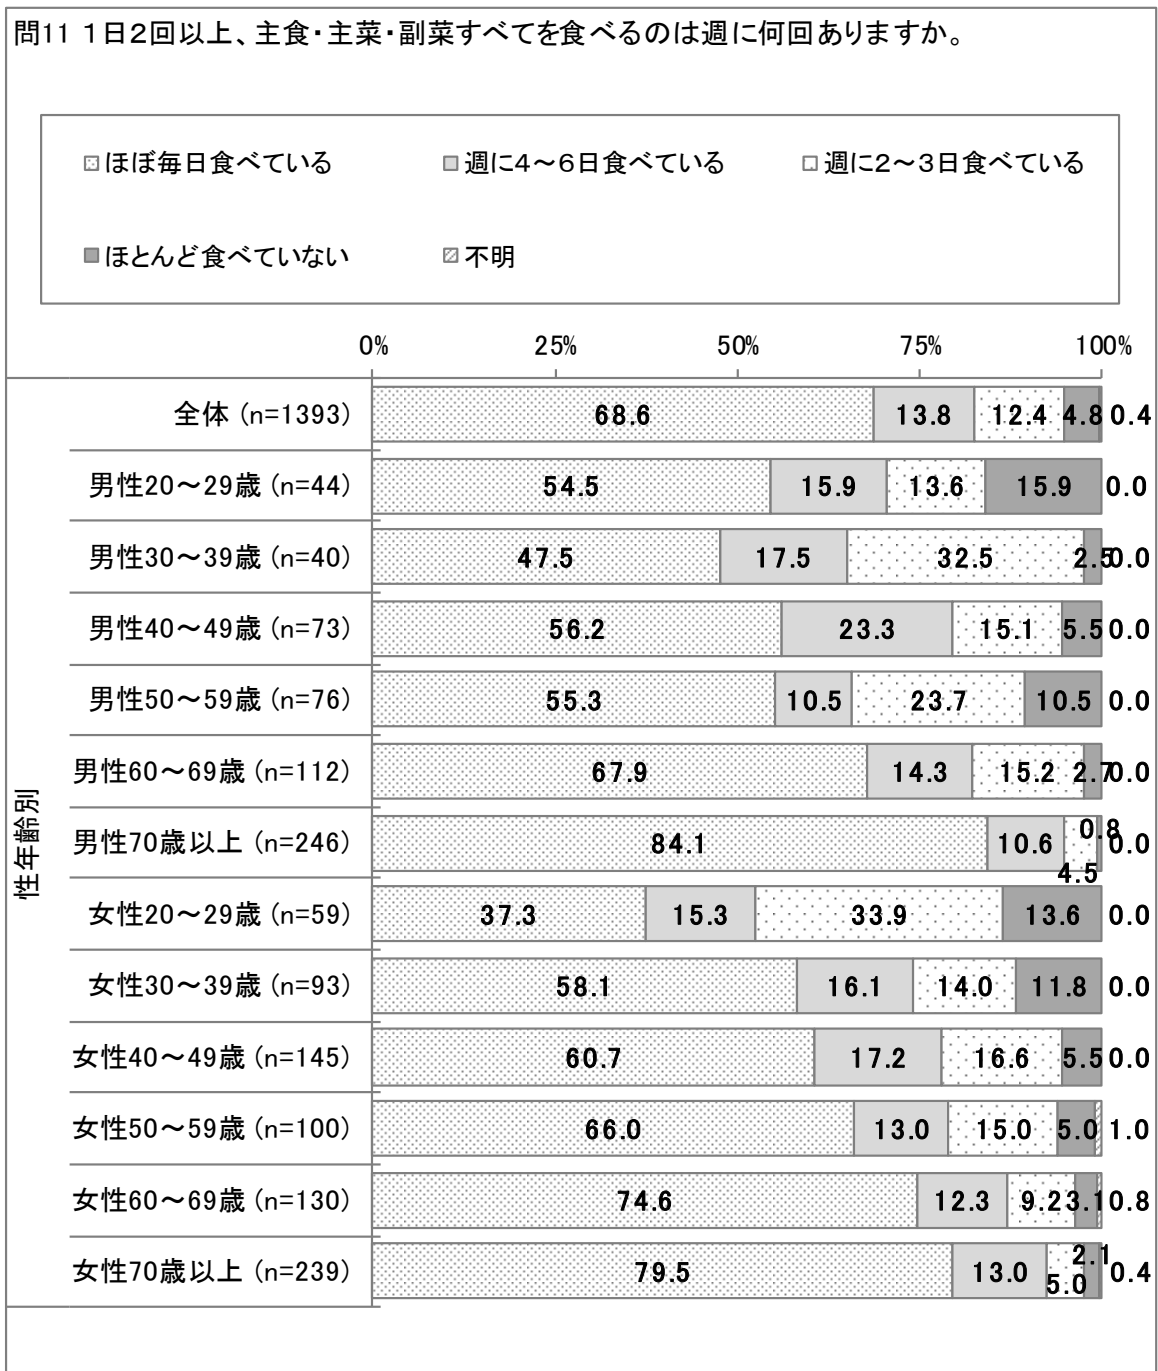 問11 1日2回以上、主食・主菜・副菜すべてを食べるのは週に何回ありますか。
ほぼ毎日食べている 週に4～6日食べている 週に2～3日食べている
ほとんど食べていない 不明
0% 25% 50% 75% 100%
性年齢別
全体 (n=1393) 68.6 13.8 12.4 4.8 0.4
男性20～29歳 (n=44) 54.5 15.9 13.6 15.9 0.0
男性30～39歳 (n=40) 47.5 17.5 32.5 2.5 0.0
男性40～49歳 (n=73) 56.2 23.3 15.1 5.5 0.0
男性50～59歳 (n=76) 55.3 10.5 23.7 10.5 0.0
男性60～69歳 (n=112) 67.9 14.3 15.2 2.7 0.0
男性70歳以上 (n=246) 84.1 10.6 4.5 0.8 0.0
女性20～29歳 (n=59) 37.3 15.3 33.9 13.6 0.0
女性30～39歳 (n=93) 58.1 16.1 14.0 11.8 0.0
女性40～49歳 (n=145) 60.7 17.2 16.6 5.5 0.0
女性50～59歳 (n=100) 66.0 13.0 15.0 5.0 1.0
女性60～69歳 (n=130) 74.6 12.3 9.2 3.1 0.8
女性70歳以上 (n=239) 79.5 13.0 5.0 2.1 0.4